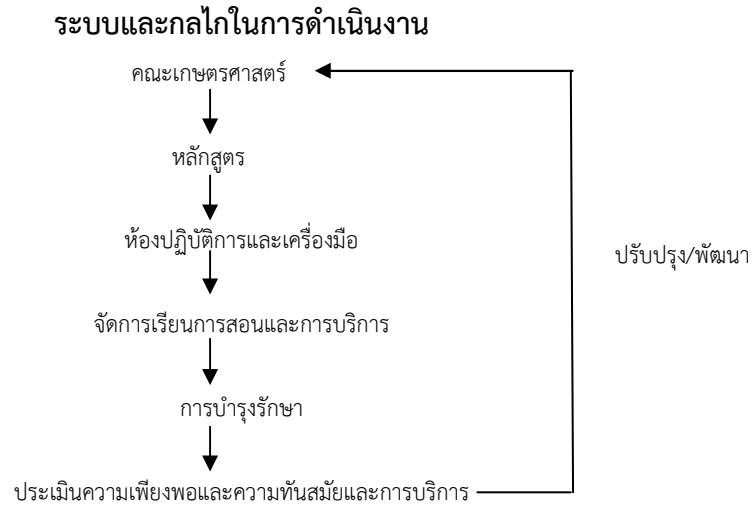 ระบบและกลไกในการดำเนินงาน
คณะเกษตรศาสตร์
หลักสูตร
ห้องปฏิบัติการและเครื่องมือ
ปรับปรุง/พัฒนา
จัดการเรียนการสอนและการบริการ
การบำรุงรักษา
ประเมินความเพียงพอและความทันสมัยและการบริการ